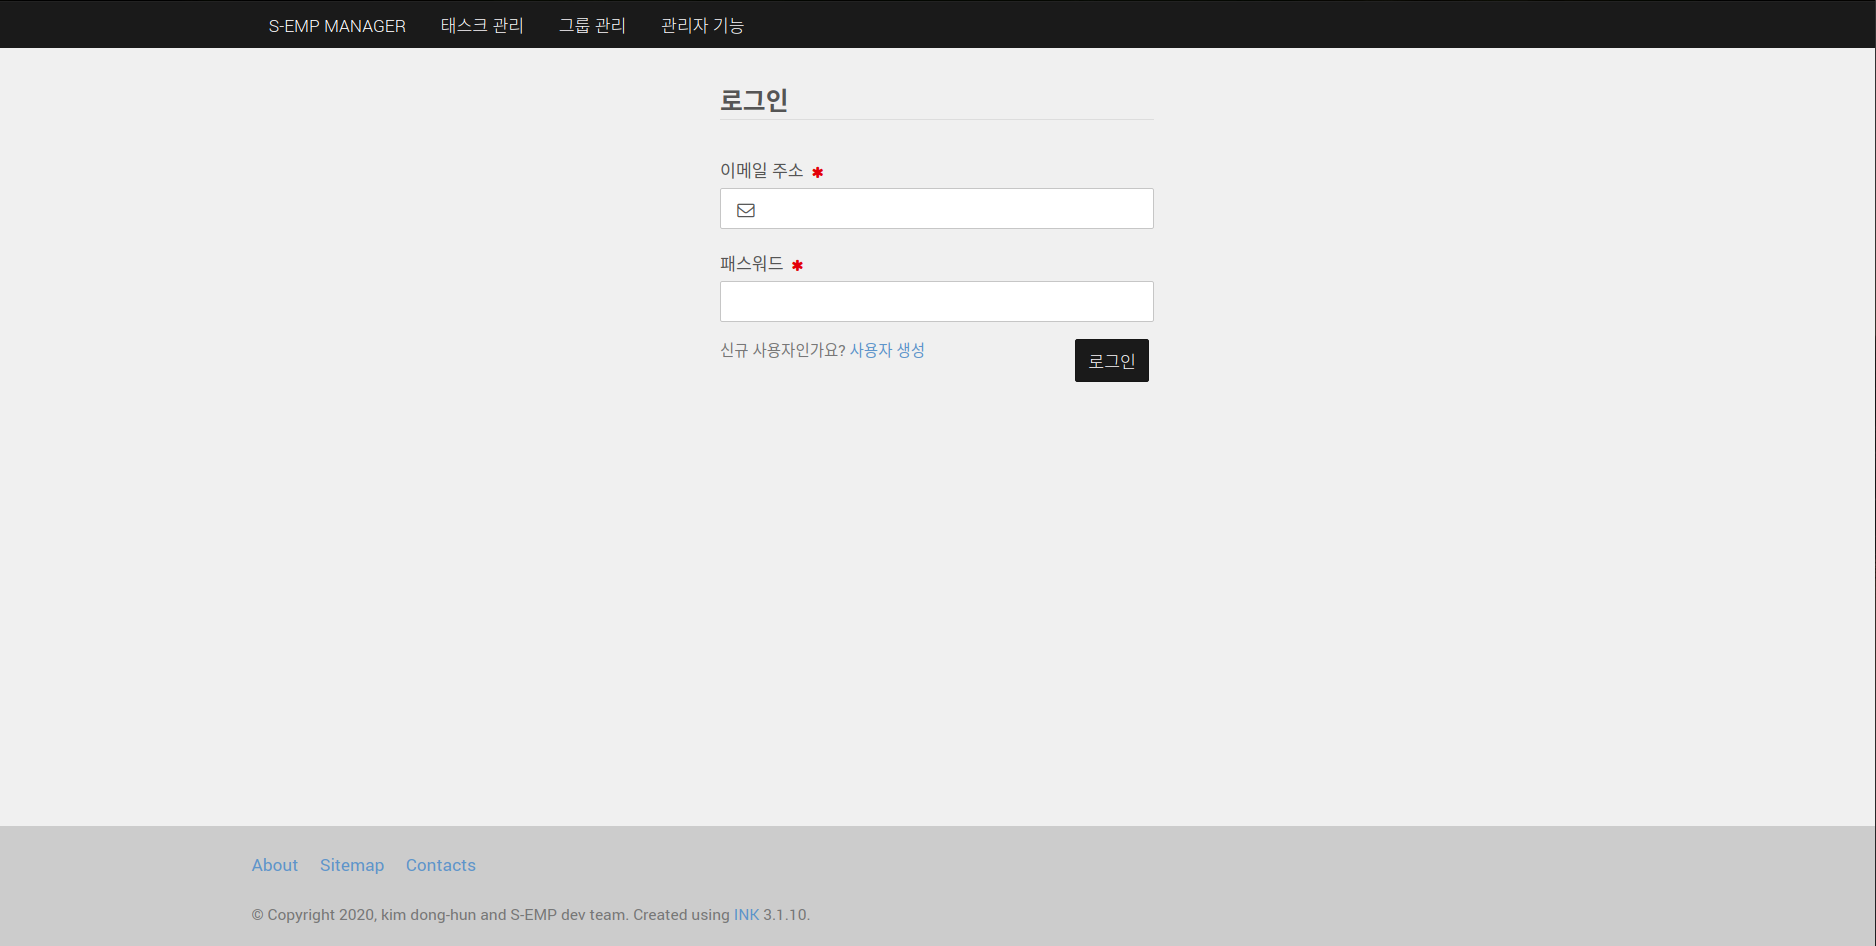 S-EMP MANAGER 태스크 관리 그룹 관리 관리자 기능
로그인
이메일 주소 ✱
패스워드 ✱
신규 사용자인가요? 사용자 생성 로그인
About Sitemap Contacts
© Copyright 2020, kim dong-hun and S-EMP dev team. Created using INK 3.1.10.